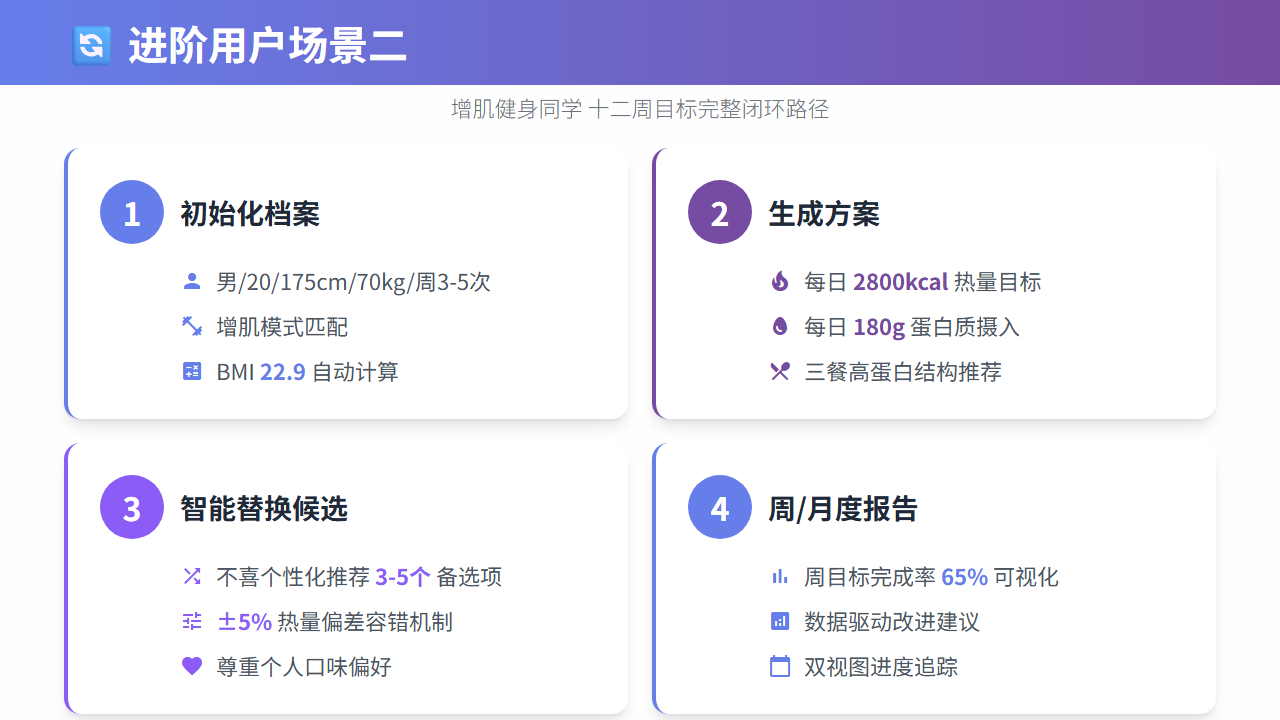 进阶用户场景二
增肌健身同学 十二周目标完整闭环路径
1
初始化档案
男/20/175cm/70kg/周3-5次
增肌模式匹配
BMI 22.9 自动计算
2
生成方案
每日 2800kcal 热量目标
每日 180g 蛋白质摄入
三餐高蛋白结构推荐
3
智能替换候选
不喜个性化推荐 3-5个 备选项
±5% 热量偏差容错机制
尊重个人口味偏好
4
周/月度报告
周目标完成率 65% 可视化
数据驱动改进建议
双视图进度追踪